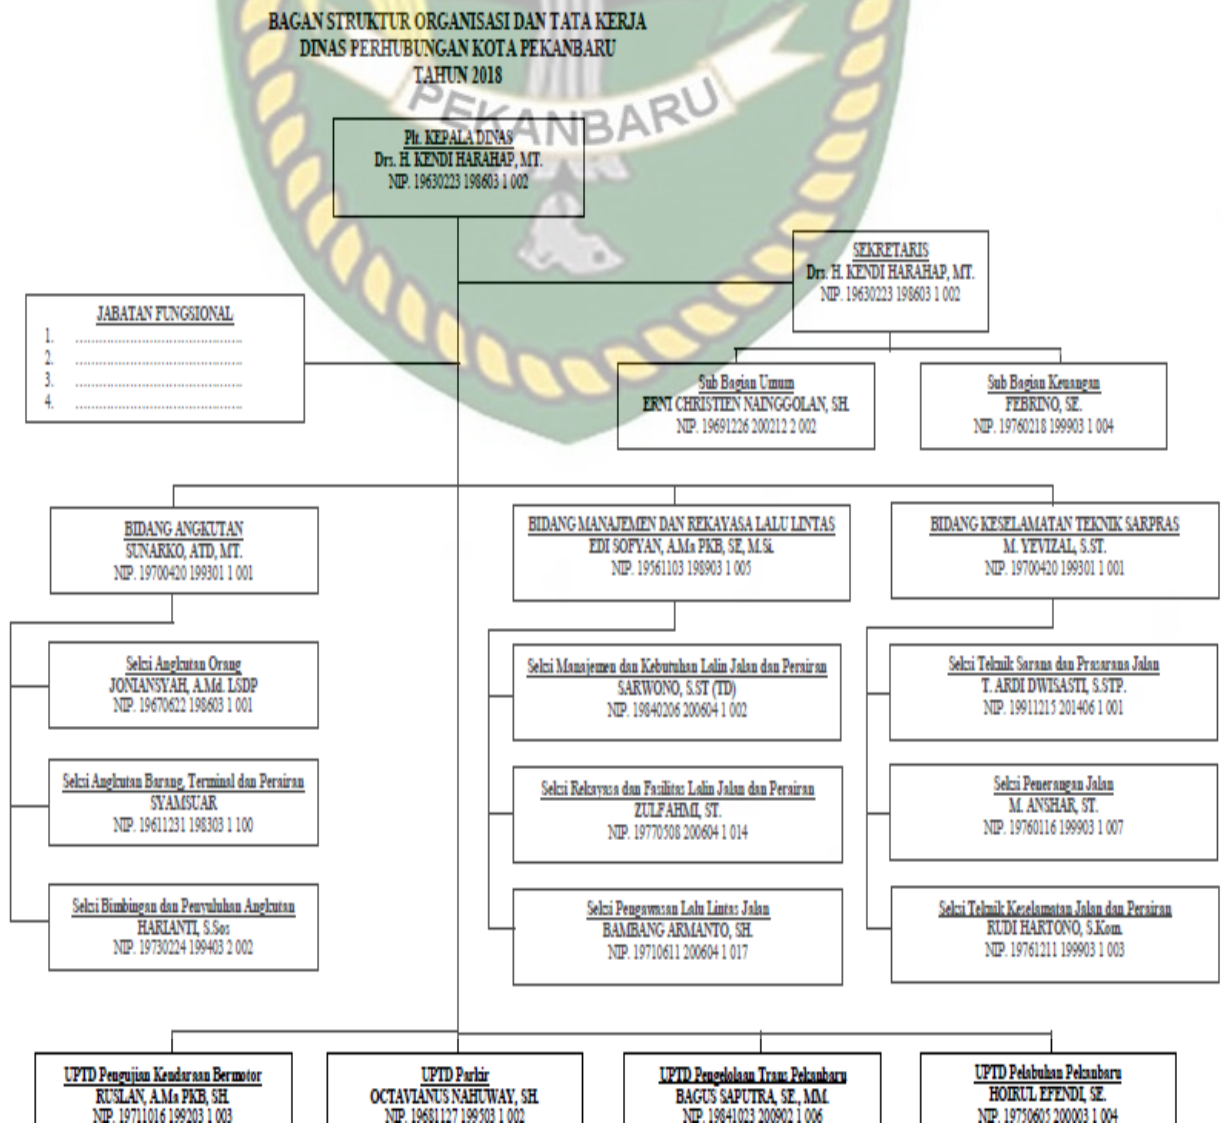 BAGAN STRUKTUR ORGANISASI DAN TATA KERJA
DINAS PERHUBUNGAN KOTA PEKANBARU
TAHUN 2018
PEKANBARU
Plt. KEPALA DINAS
Drs. H. KENDI HARAHAP, MT.
NIP. 19630223 198603 1 002
SEKRETARIS
Drs. H. KENDI HARAHAP, MT.
NIP. 19630223 198603 1 002
JABATAN FUNGSIONAL
1. ............................................
2. ............................................
3. ............................................
4. ............................................
Sub Bagian Umum
ERNI CHRISTIEN NAINGGOLAN, SH.
NIP. 19691226 200212 2 002
Sub Bagian Keuangan
FEBRINO, SE.
NIP. 19760218 199903 1 004
BIDANG ANGKUTAN
SUNARKO, ATD, MT.
NIP. 19700420 199301 1 001
BIDANG MANAJEMEN DAN REKAYASA LALU LINTAS
EDI SOFYAN, A.Ma PKB, SE, M.Si.
NIP. 19561103 198903 1 005
BIDANG KESELAMATAN TEKNIK SARPRAS
M. YEVIZAL, S.ST.
NIP. 19700420 199301 1 001
Seksi Angkutan Orang
JONIANSYAH, A.Md. LSDP
NIP. 19670622 198603 1 001
Seksi Angkutan Barang, Terminal dan Perairan
SYAMSUAR
NIP. 19611231 198303 1 100
Seksi Bimbingan dan Penyuluhan Angkutan
HARIANTI, S.Sos
NIP. 19730224 199403 2 002
Seksi Manajemen dan Kebutuhan Lalin Jalan dan Perairan
SARWONO, S.ST (TD)
NIP. 19840206 200604 1 002
Seksi Rekayasa dan Fasilitas Lalin Jalan dan Perairan
ZULFAHMI, ST.
NIP. 19770508 200604 1 014
Seksi Pengawasan Lalu Lintas Jalan
BAMBANG ARMANTO, SH.
NIP. 19710611 200604 1 017
Seksi Teknik Sarana dan Prasarana Jalan
T. ARDI DWISASTI, S.STP.
NIP. 19911215 201406 1 001
Seksi Penerangan Jalan
M. ANSHAR, ST.
NIP. 19760116 199903 1 007
Seksi Teknik Keselamatan Jalan dan Perairan
RUDI HARTONO, S.Kom.
NIP. 19761211 199903 1 003
UPTD Pengujian Kendaraan Bermotor
RUSLAN, A.Ma PKB, SH.
NIP. 19711016 199203 1 003
UPTD Parkir
OCTAVIANUS NAHUWAY, SH.
NIP. 19681127 199503 1 002
UPTD Pengelolaan Trans Pekanbaru
BAGUS SAPUTRA, SE., MM.
NIP. 19841023 200902 1 006
UPTD Pelabuhan Pekanbaru
HOIRUL EFENDI, SE.
NIP. 19750605 200003 1 004